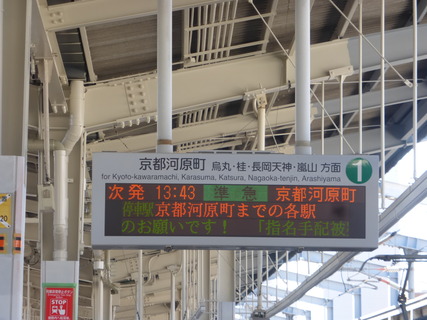 京都河原町 烏丸・桂・長岡天神・嵐山 方面
for Kyoto-kawaramachi, Karasuma, Katsura, Nagaoka-tenjin, Arashiyama
1
次発 13:43 準急 京都河原町
停車駅 京都河原町までの各駅
のお願いです! 「指名手配被
20
STOP